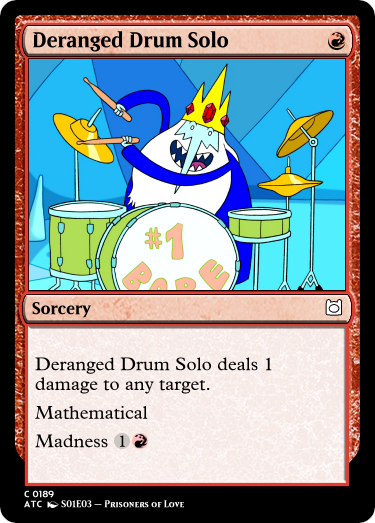 Deranged Drum Solo
#1
BABE
Sorcery
Deranged Drum Solo deals 1
damage to any target.
Mathematical
Madness 1
C 0189
ATC S01E03 – Prisoners of Love